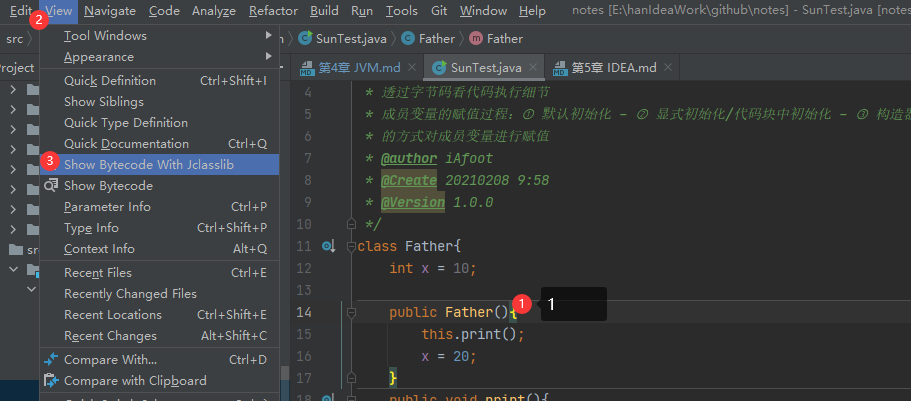 Edit View Navigate Code Analyze Refactor Build Run Tools Git Window Help notes [E:\hanIdeaWork\github\notes] - SunTest.java [notes
2
src
SunTest.java Father Father
Project
Tool Windows
Appearance
Quick Definition Ctrl+Shift+I
Show Siblings
Quick Type Definition
Quick Documentation Ctrl+Q
3 Show Bytecode With Jclasslib
Show Bytecode
Parameter Info Ctrl+P
Type Info Ctrl+Shift+P
Context Info Alt+Q
Recent Files Ctrl+E
Recently Changed Files
Recent Locations Ctrl+Shift+E
Recent Changes Alt+Shift+C
Compare With... Ctrl+D
Compare with Clipboard
第4章 JVM.md SunTest.java 第5章 IDEA.md
4 * 透过字节码看代码执行细节
5 * 成员变量的赋值过程：① 默认初始化 - ② 显式初始化/代码块中初始化 - ③ 构造器
6 * 的方式对成员变量进行赋值
7 * @author iAfoot
8 * @Create 20210208 9:58
9 * @Version 1.0.0
10 */
11 class Father{
12 int x = 10;
13
14 public Father(){ 1 1
15 this.print();
16 x = 20;
17 }
18 public void print(){